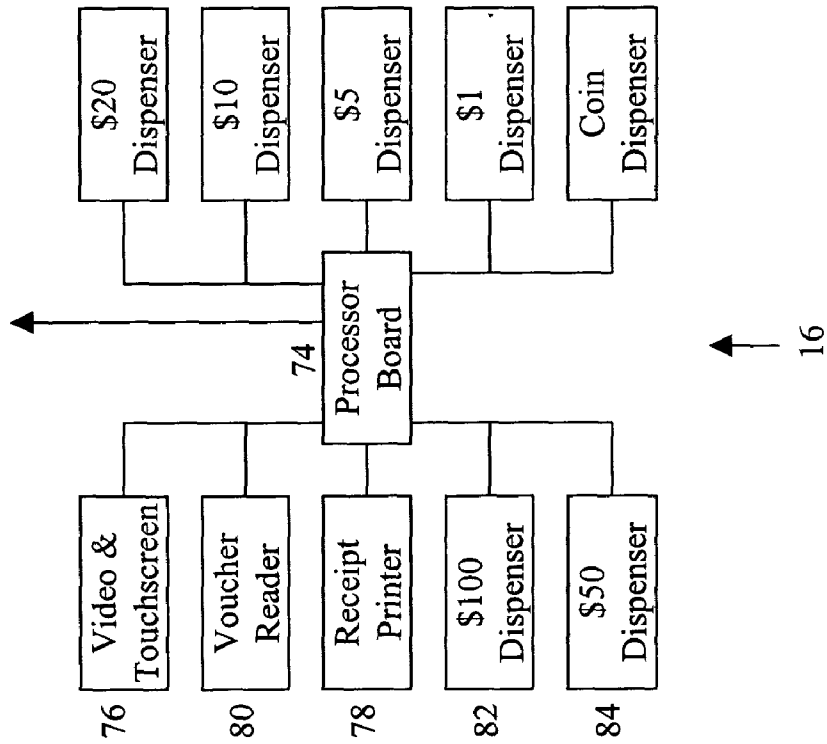 76
Video &
Touchscreen
80
Voucher
Reader
78
Receipt
Printer
82
$100
Dispenser
84
$50
Dispenser
74
Processor
Board
$20
Dispenser
$10
Dispenser
$5
Dispenser
$1
Dispenser
Coin
Dispenser
16